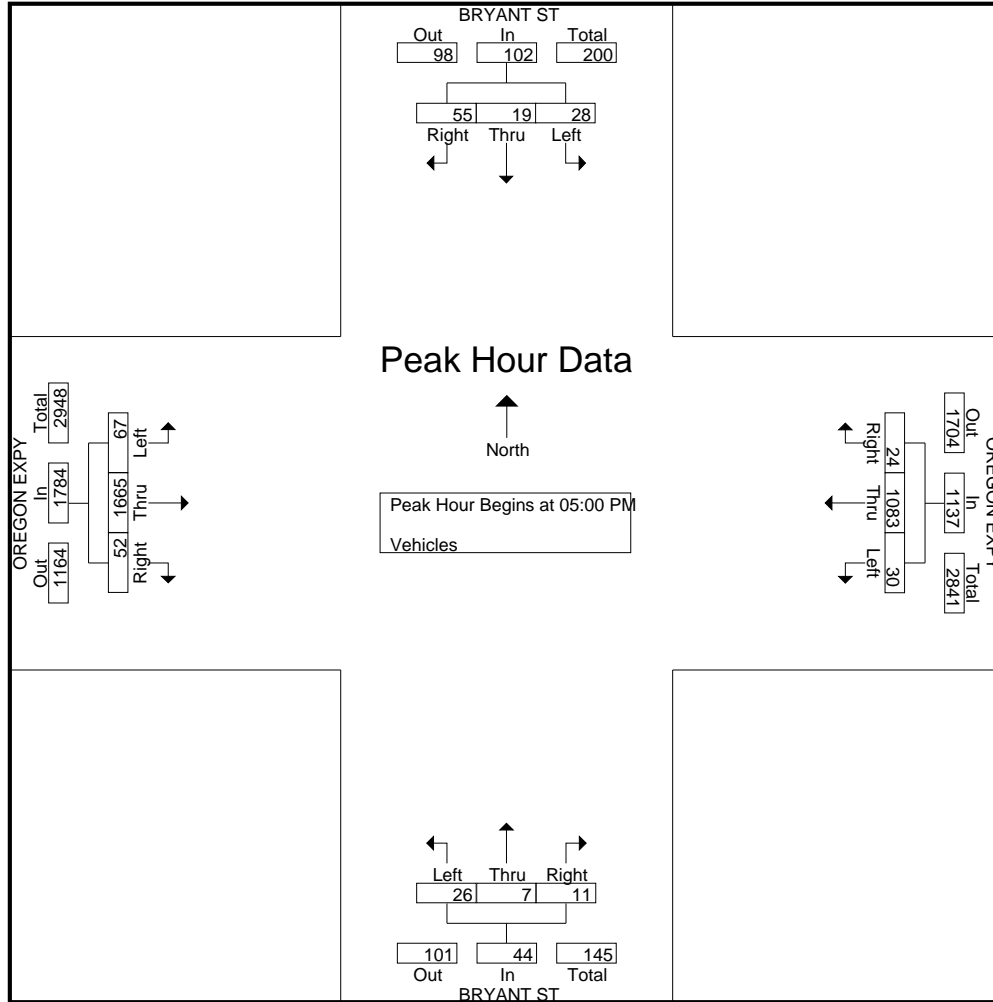 BRYANT ST
Out In Total
98 102 200
55 19 28
Right Thru Left
Peak Hour Data
North
Peak Hour Begins at 05:00 PM
Vehicles
OREGON EXPY
Out In Total
1164 1784 2948
Right Thru Left
52 1665 67
OREGON EXPY
Out In Total
1704 1137 2841
Right Thru Left
24 1083 30
Left Thru Right
26 7 11
101 44 145
Out In Total
BRYANT ST